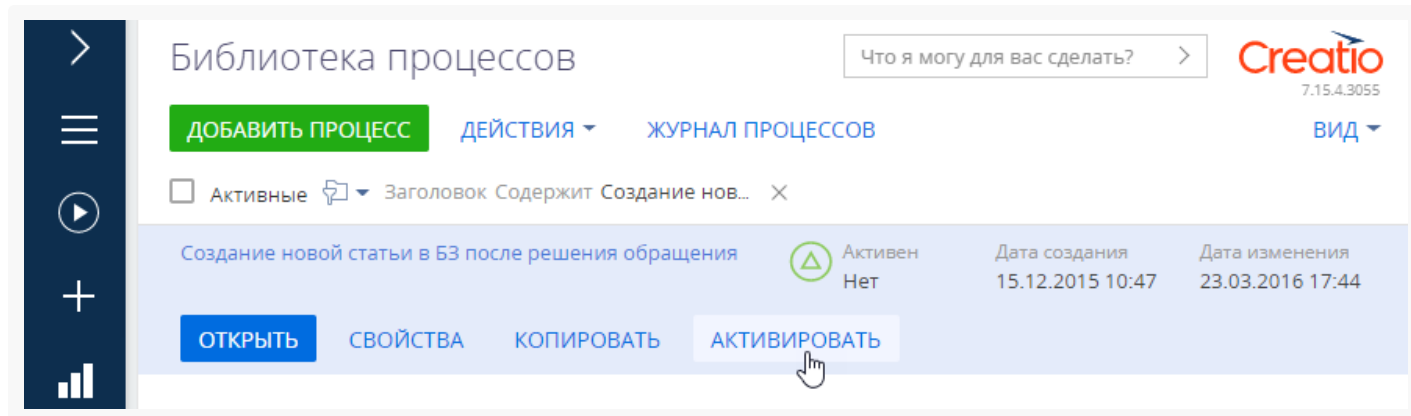 Библиотека процессов
Что я могу для вас сделать?
Creatio
7.15.4.3055
ДОБАВИТЬ ПРОЦЕСС ДЕЙСТВИЯ ЖУРНАЛ ПРОЦЕССОВ ВИД
Активные Заголовок Содержит Создание нов...
Создание новой статьи в БЗ после решения обращения Активен Дата создания Дата изменения
Нет 15.12.2015 10:47 23.03.2016 17:44
ОТКРЫТЬ СВОЙСТВА КОПИРОВАТЬ АКТИВИРОВАТЬ